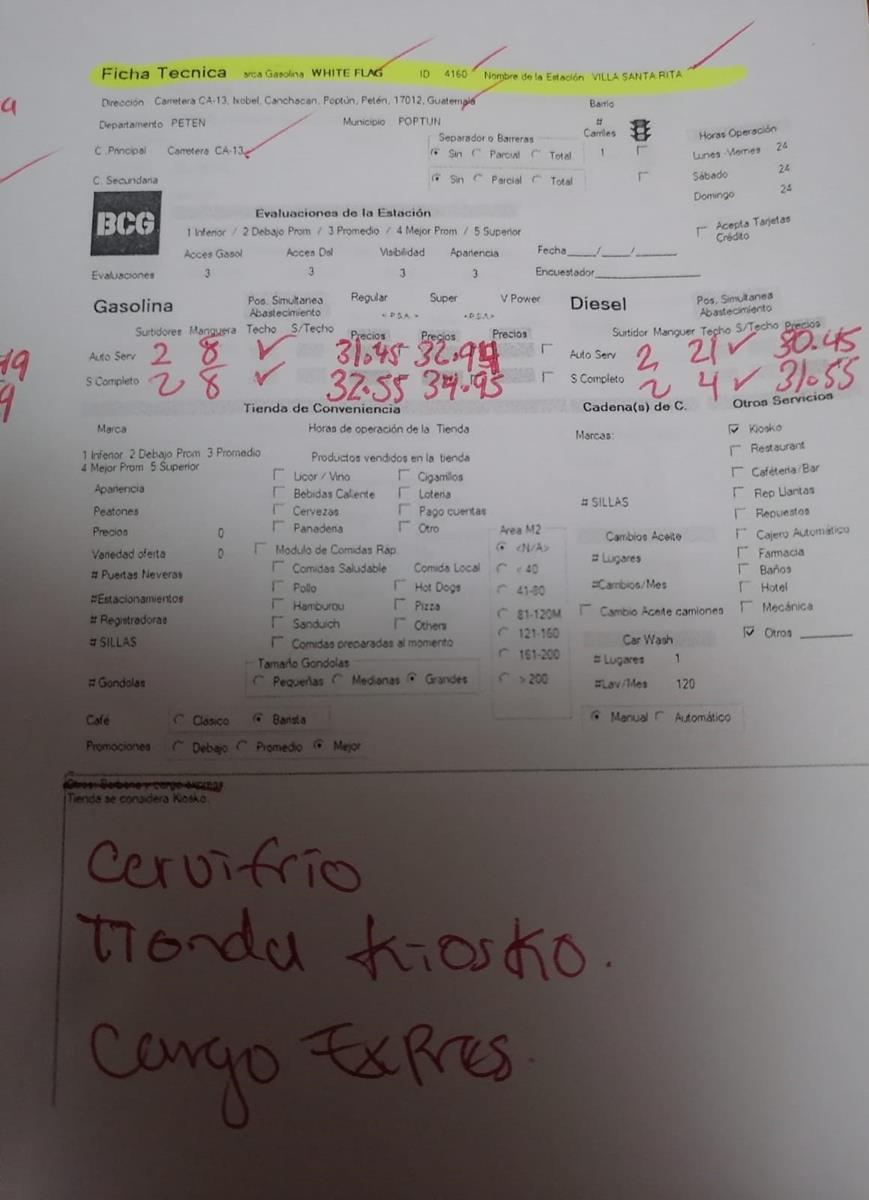 Ficha Tecnica arca Gasolina WHITE FLAG ID 4160 Nombre de la Estación VILLA SANTA RITA
Dirección Carretera CA-13, Ixobel, Canchacan, Poptún, Petén, 17012, Guatemala Barrio
Departamento PETEN Municipio POPTUN # Carriles
Separador o Barreras Horas Operación
C .Principal Carretera CA-13 Sin Parcial Total 1 Lunes -Viernes 24
C. Secundaria Sin Parcial Total Sábado 24
Domingo 24
BCG
Evaluaciones de la Estación
1 Inferior / 2 Debajo Prom / 3 Promedio / 4 Mejor Prom / 5 Superior
Acepta Tarjetas Crédito
Acces Gasol Acces Dsl Visibilidad Apariencia Fecha____/____/____
Evaluaciones 3 3 3 3 Encuestador
Gasolina Pos. Simultanea Abastecimiento Regular Super V Power Diesel Pos. Simultanea Abastecimiento
< P.S.A. > <P.S.A.>
Surtidores Manguera Techo S/Techo Precios Precios Precios Surtidor Manguer Techo S/Techo Precios
Auto Serv 2 8 ✓ 31.45 32.99 Auto Serv 2 21 ✓ 30.45
S Completo 2 8 ✓ 32.55 34.95 S Completo 2 4 ✓ 31.55
Tienda de Conveniencia Cadena(s) de C. Otros Servicios
Marca Horas de operación de la Tienda Marcas: Kiosko
1 Inferior 2 Debajo Prom 3 Promedio
4 Mejor Prom 5 Superior
Productos vendidos en la tienda Restaurant
Licor / Vino Cigarrillos Cafétería/Bar
Apariencia Bebidas Caliente Loteria # SILLAS Rep Llantas
Peatones Cervezas Pago cuentas Repuestos
Precios 0 Panaderia Otro Area M2 Cambios Aceite Cajero Automático
Variedad oferta 0 Modulo de Comidas Ráp. <N/A> # Lugares Farmacia
# Puertas Neveras Comidas Saludable Comida Local < 40 Baños
#Estacionamientos Pollo Hot Dogs 41-80 #Cambios/Mes Hotel
# Registradoras Hamburgu Pizza 81-120M Cambio Aceite camiones Mecánica
# SILLAS Sanduich Others 121-160 Car Wash Otros
Comidas preparadas al momento 161-200 # Lugares 1
Tamaño Gondolas
# Gondolas Pequeñas Medianas Grandes > 200 #Lav/Mes 120
Café Clásico Barista Manual Automático
Promociones Debajo Promedio Mejor
Tienda se considera Kiosko.
Cervifrío
Tienda Kiosko.
Cargo Expres.